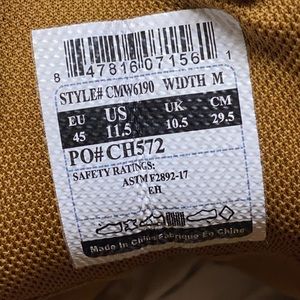 8 47816 07156 1
STYLE# CMW6190 WIDTH M
EU US UK CM
45 11.5 10.5 29.5
PO# CH572
SAFETY RATINGS:
ASTM F2892-17
EH
Made In China Fabrique En Chine